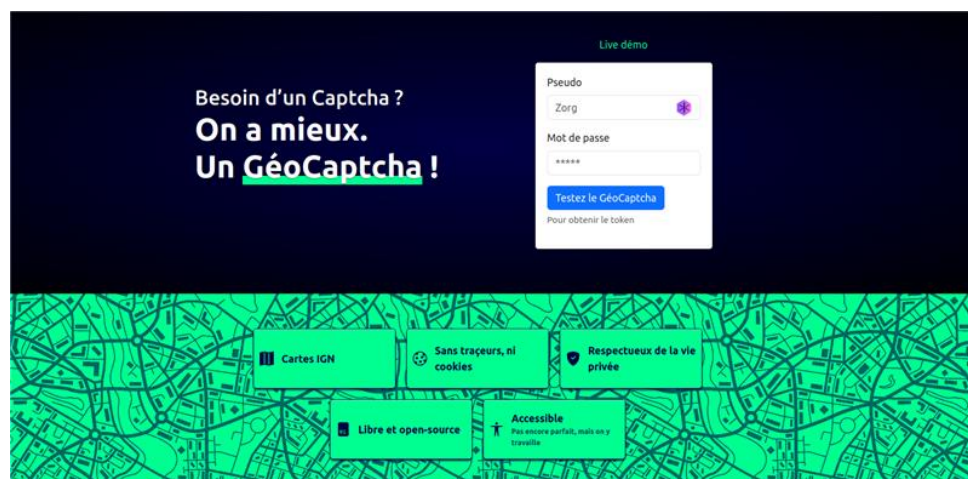 Live démo
Besoin d'un Captcha ?
On a mieux.
Un GéoCaptcha !
Pseudo
Zorg
Mot de passe
*****
Testez le GéoCaptcha
Pour obtenir le token
Cartes IGN
Sans traçeurs, ni
cookies
Respectueux de la vie
privée
Libre et open-source
Accessible
Pas encore parfait, mais on y
travaille